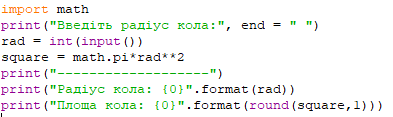 import math
print("Введіть радіус кола:", end = " ")
rad = int(input())
square = math.pi*rad**2
print("-------------------")
print("Радіус кола: {0}".format(rad))
print("Площа кола: {0}".format(round(square,1)))